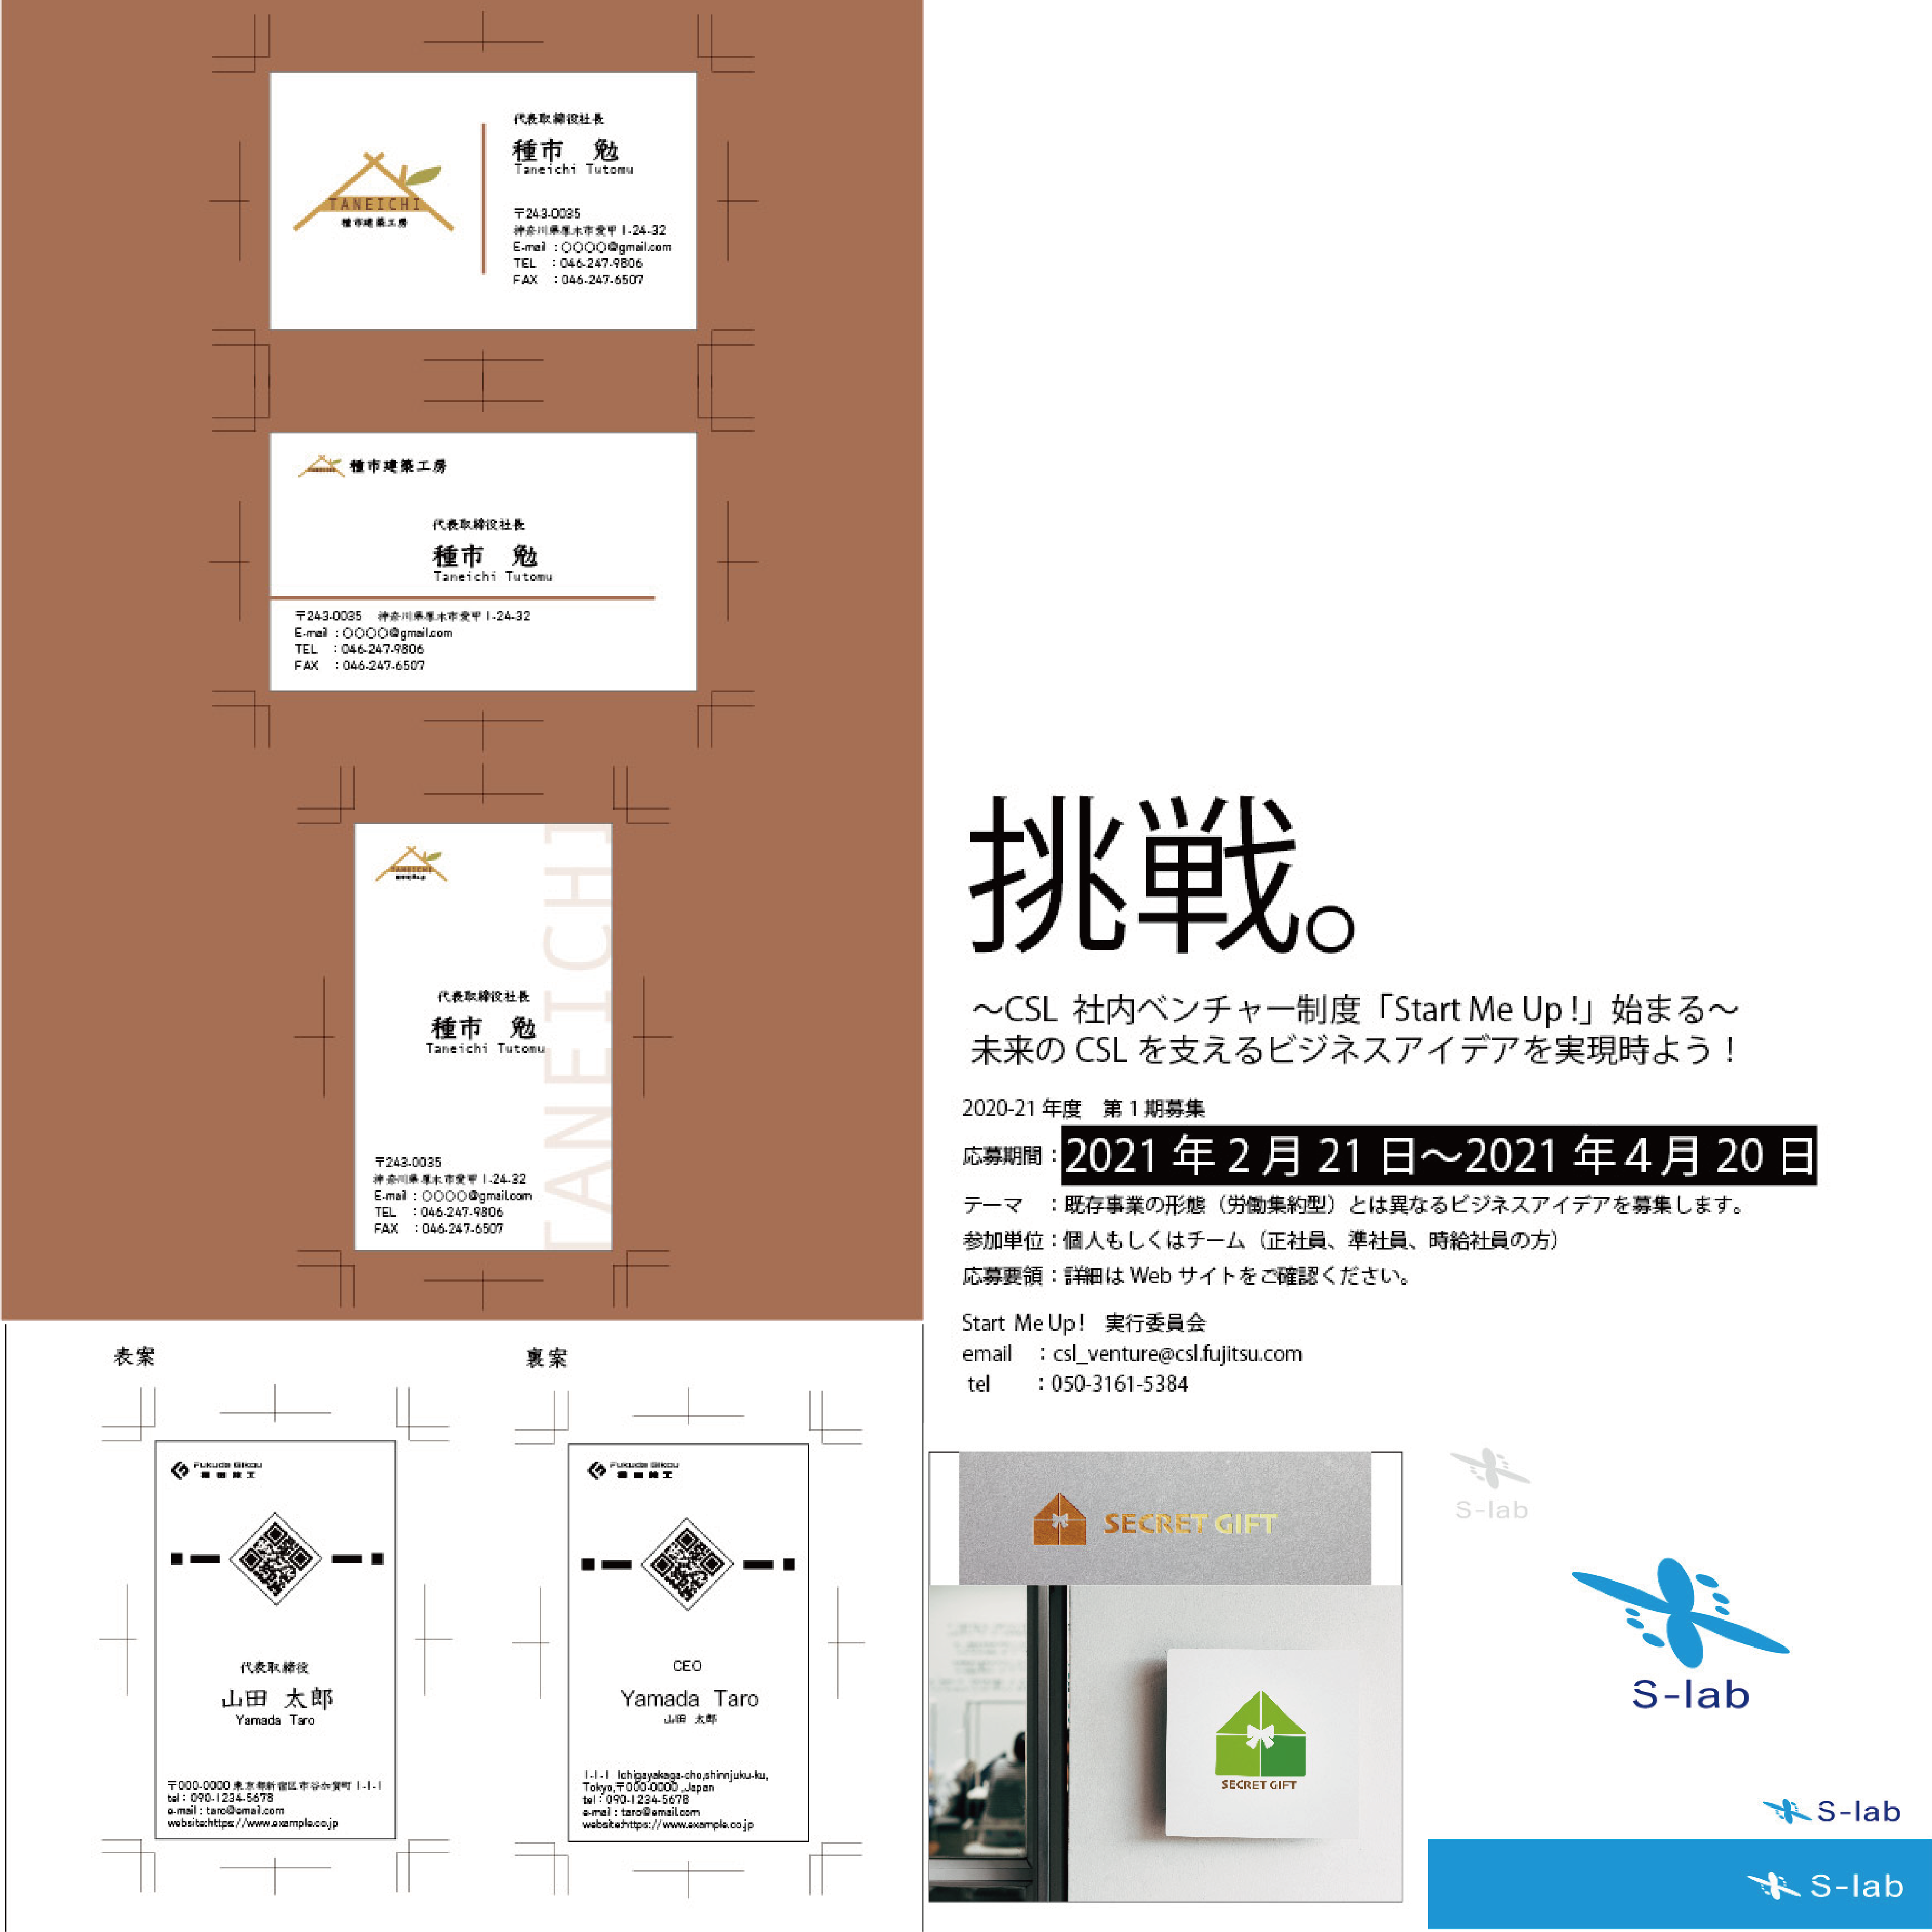 TANEICHI
種市建築工房
代表取締役社長
種市 勉
Taneichi Tutomu
〒243-0035
神奈川県厚木市愛甲1-24-32
E-mail :○○○○@gmail.com
TEL :046-247-9806
FAX :046-247-6507
TANEICHI
種市建築工房
代表取締役社長
種市 勉
Taneichi Tutomu
〒243-0035 神奈川県厚木市愛甲1-24-32
E-mail :○○○○@gmail.com
TEL :046-247-9806
FAX :046-247-6507
TANEICHI
種市建築工房
TANEICHI
代表取締役社長
種市 勉
Taneichi Tutomu
〒243-0035
神奈川県厚木市愛甲1-24-32
E-mail :○○○○@gmail.com
TEL :046-247-9806
FAX :046-247-6507
挑戦。
～CSL 社内ベンチャー制度「Start Me Up !」始まる～
未来の CSL を支えるビジネスアイデアを実現時よう！
2020-21 年度 第1期募集
応募期間：2021 年 2 月 21 日～2021 年 4 月 20 日
テーマ ：既存事業の形態（労働集約型）とは異なるビジネスアイデアを募集します。
参加単位：個人もしくはチーム（正社員、準社員、時給社員の方）
応募要領：詳細は Web サイトをご確認ください。
Start Me Up! 実行委員会
email ：csl_venture@csl.fujitsu.com
tel ：050-3161-5384
表案
Fukuda Gikou
福田技工
代表取締役
山田 太郎
Yamada Taro
〒000-0000 東京都新宿区市谷加賀町 1-1-1
tel : 090-1234-5678
e-mail : taro@email.com
website:https://www.example.co.jp
裏案
Fukuda Gikou
福田技工
CEO
Yamada Taro
山田 太郎
1-1-1 Ichigayakaga-cho,shinnjuku-ku,
Tokyo,〒000-0000 ,Japan
tel : 090-1234-5678
e-mail : taro@email.com
website:https://www.example.co.jp
SECRET GIFT
SECRET GIFT
S-lab
S-lab
S-lab
S-lab